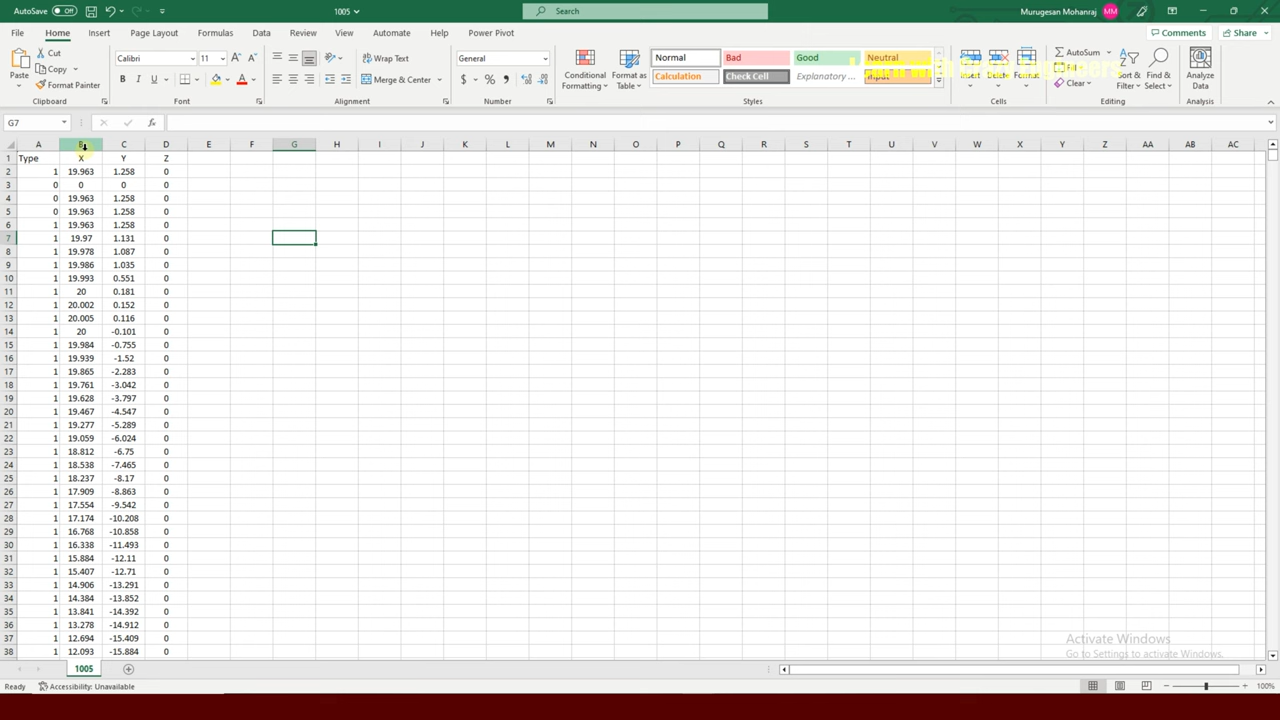 AutoSave Off 1005 Search Murugesan Mohanraj MM
File Home Insert Page Layout Formulas Data Review View Automate Help Power Pivot Comments Share
Paste Cut Copy Format Painter Clipboard
Calibri 11 B I U A Font
Wrap Text Merge & Center Alignment
General $ % Number
Conditional Formatting Format as Table Normal Bad Good Neutral
Calculation Check Cell Explanatory ... Input Styles
Insert Delete Format Cells
AutoSum Fill Clear Sort & Filter Find & Select Editing
Analyze Data
G7 fx
A B C D E F G H I J K L M N O P Q R S T U V W X Y Z AA AB AC
1 Type X Y Z
2 1 19.963 1.258 0
3 0 0 0 0
4 0 19.963 1.258 0
5 0 19.963 1.258 0
6 1 19.963 1.258 0
7 1 19.97 1.131 0
8 1 19.978 1.087 0
9 1 19.986 1.035 0
10 1 19.993 0.551 0
11 1 20 0.181 0
12 1 20.002 0.152 0
13 1 20.005 0.116 0
14 1 20 -0.101 0
15 1 19.984 -0.755 0
16 1 19.939 -1.52 0
17 1 19.865 -2.283 0
18 1 19.761 -3.042 0
19 1 19.628 -3.797 0
20 1 19.467 -4.547 0
21 1 19.277 -5.289 0
22 1 19.059 -6.024 0
23 1 18.812 -6.75 0
24 1 18.538 -7.465 0
25 1 18.237 -8.17 0
26 1 17.909 -8.863 0
27 1 17.554 -9.542 0
28 1 17.174 -10.208 0
29 1 16.768 -10.858 0
30 1 16.338 -11.493 0
31 1 15.884 -12.11 0
32 1 15.407 -12.71 0
33 1 14.906 -13.291 0
34 1 14.384 -13.852 0
35 1 13.841 -14.392 0
36 1 13.278 -14.912 0
37 1 12.694 -15.409 0
38 1 12.093 -15.884 0
Activate Windows
Go to Settings to activate Windows.
1005
Ready Accessibility: Unavailable 100%